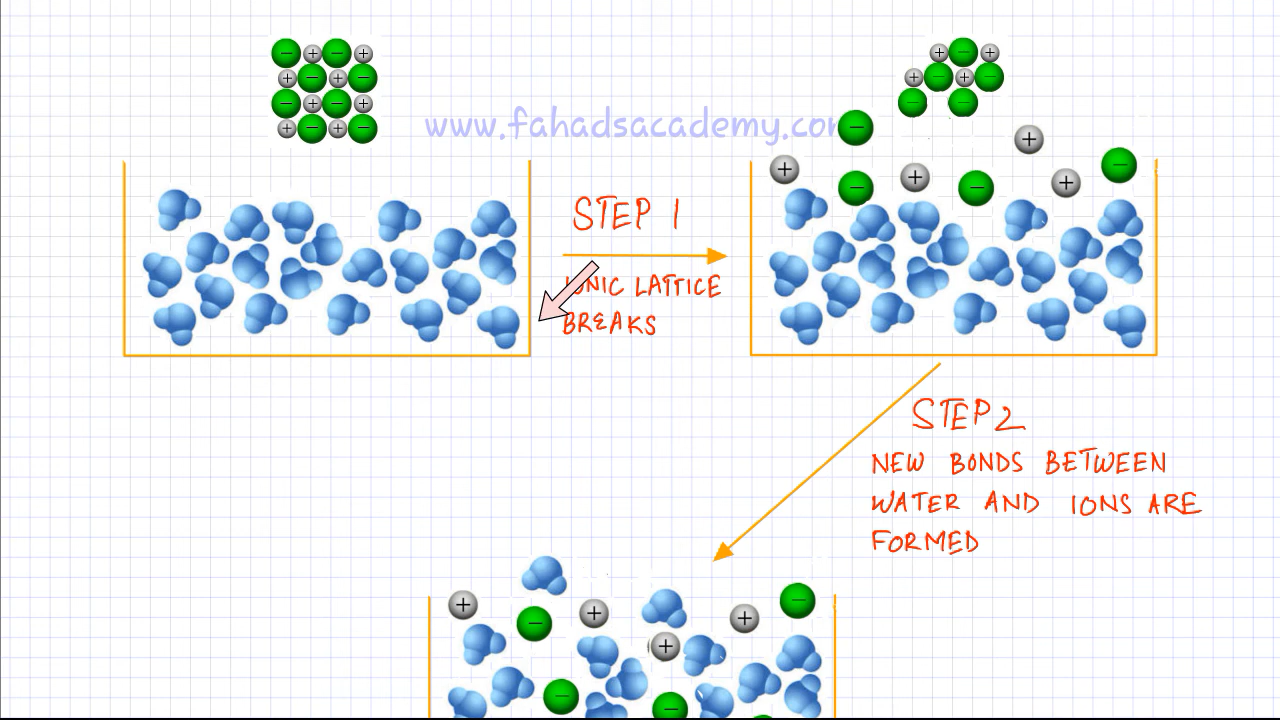 www.fahadsacademy.com
STEP 1
IONIC LATTICE
BREAKS
STEP 2
NEW BONDS BETWEEN
WATER AND IONS ARE
FORMED